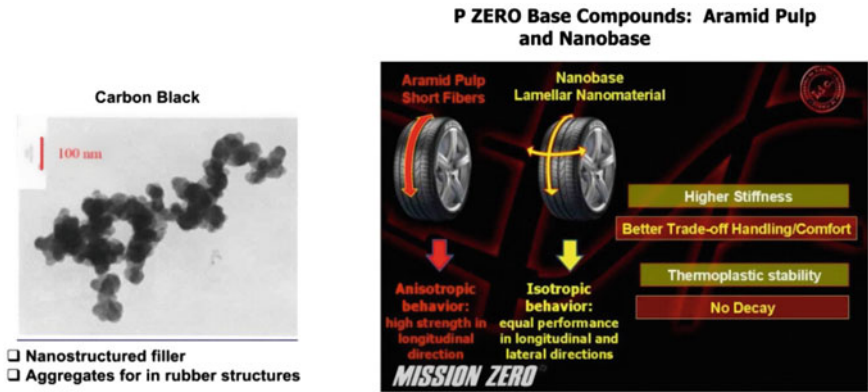 Carbon Black
100 nm
❑ Nanostructured filler
❑ Aggregates for in rubber structures
P ZERO Base Compounds: Aramid Pulp
and Nanobase
Aramid Pulp
Short Fibers
Nanobase
Lamellar Nanomaterial
Higher Stiffness
Better Trade-off Handling/Comfort
Thermoplastic stability
No Decay
Anisotropic
behavior:
high strength in
longitudinal
direction
Isotropic
behavior:
equal performance
in longitudinal and
lateral directions
MISSION ZERO